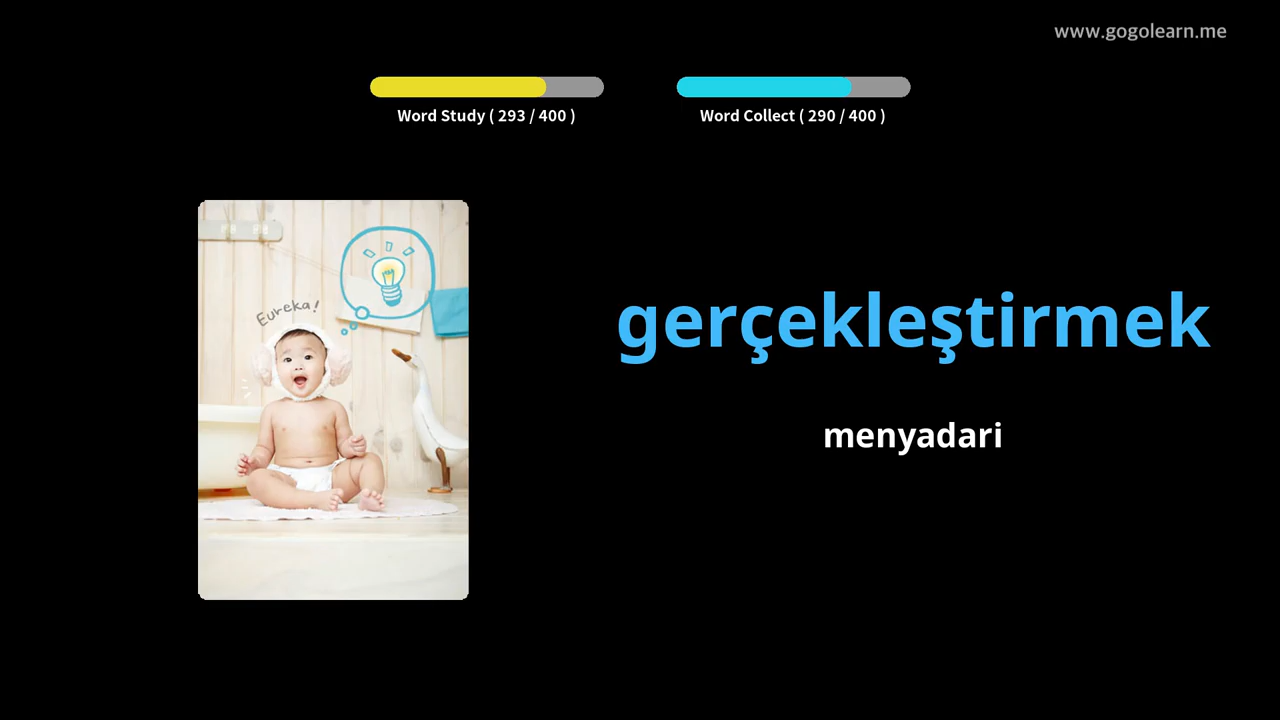 www.gogolearn.me
Word Study ( 293 / 400 )
Word Collect ( 290 / 400 )
Eureka!
gerçekleştirmek
menyadari